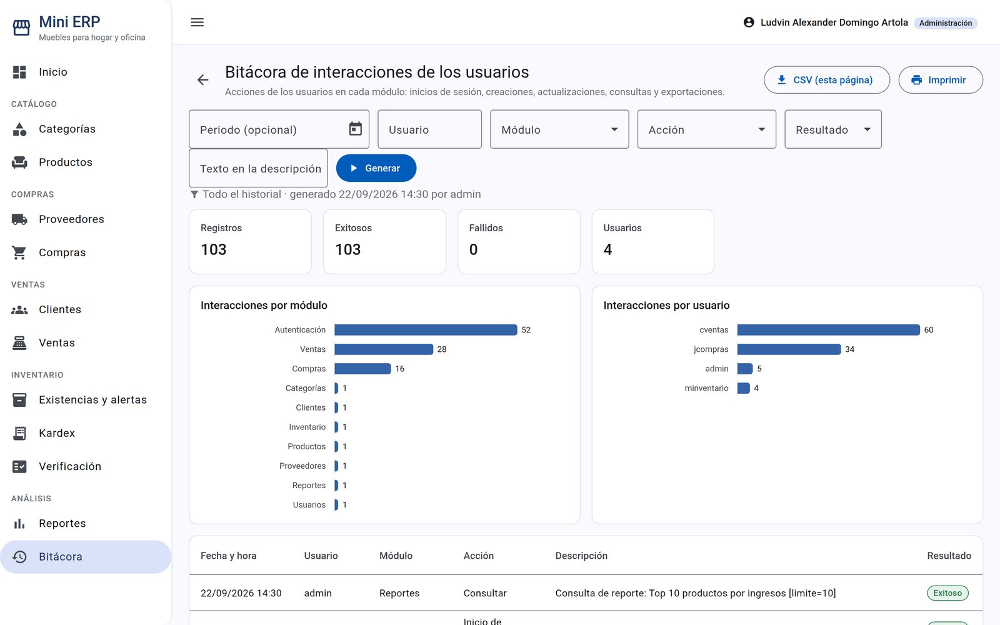 Mini ERP
Muebles para hogar y oficina
Inicio
CATÁLOGO
Categorías
Productos
COMPRAS
Proveedores
Compras
VENTAS
Clientes
Ventas
INVENTARIO
Existencias y alertas
Kardex
Verificación
ANÁLISIS
Reportes
Bitácora
Ludvin Alexander Domingo Artola Administración
Bitácora de interacciones de los usuarios
Acciones de los usuarios en cada módulo: inicios de sesión, creaciones, actualizaciones, consultas y exportaciones.
CSV (esta página) Imprimir
Periodo (opcional) Usuario Módulo Acción Resultado
Texto en la descripción Generar
Todo el historial · generado 22/09/2026 14:30 por admin
Registros
103
Exitosos
103
Fallidos
0
Usuarios
4
Interacciones por módulo
Autenticación 52
Ventas 28
Compras 16
Categorías 1
Clientes 1
Inventario 1
Productos 1
Proveedores 1
Reportes 1
Usuarios 1
Interacciones por usuario
cventas 60
jcompras 34
admin 5
minventario 4
Fecha y hora Usuario Módulo Acción Descripción Resultado
22/09/2026 14:30 admin Reportes Consultar Consulta de reporte: Top 10 productos por ingresos [limite=10] Exitoso
Inicio de